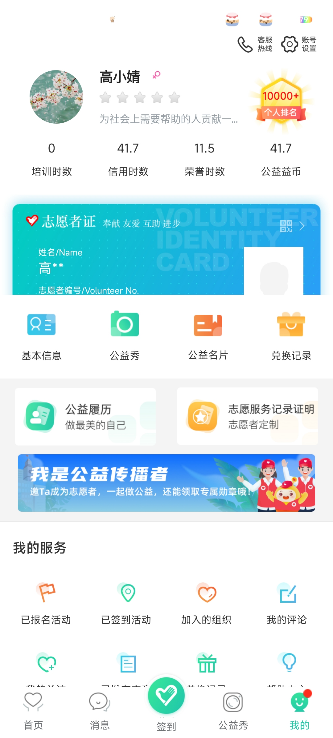 客服
热线
账号
设置
高小婧
为社会上需要帮助的人贡献一...
10000+
个人排名
0
41.7
11.5
41.7
培训时数
信用时数
荣誉时数
公益益币
志愿者证 奉献 友爱 互助 进步
VOLUNTEER
IDENTITY
CARD
姓名/Name
高**
志愿者编号/Volunteer No.
基本信息
公益秀
公益名片
兑换记录
公益履历
做最美的自己
志愿服务记录证明
志愿者定制
我是公益传播者
邀Ta成为志愿者，一起做公益，还能领取专属勋章哦！
我的服务
已报名活动
已签到活动
加入的组织
我的评论
首页
消息
签到
公益秀
我的